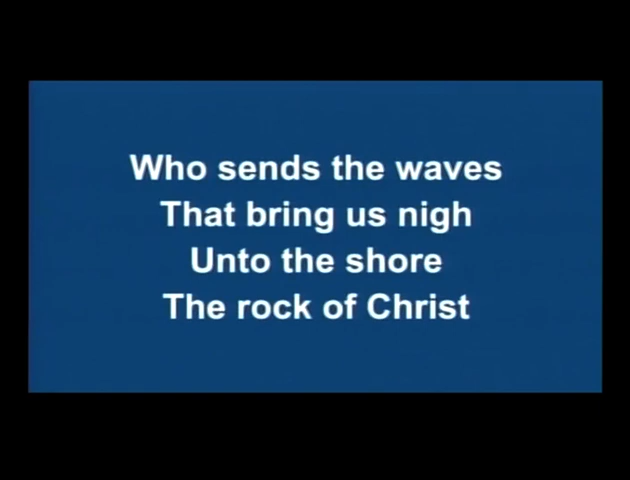 Who sends the waves
That bring us nigh
Unto the shore
The rock of Christ